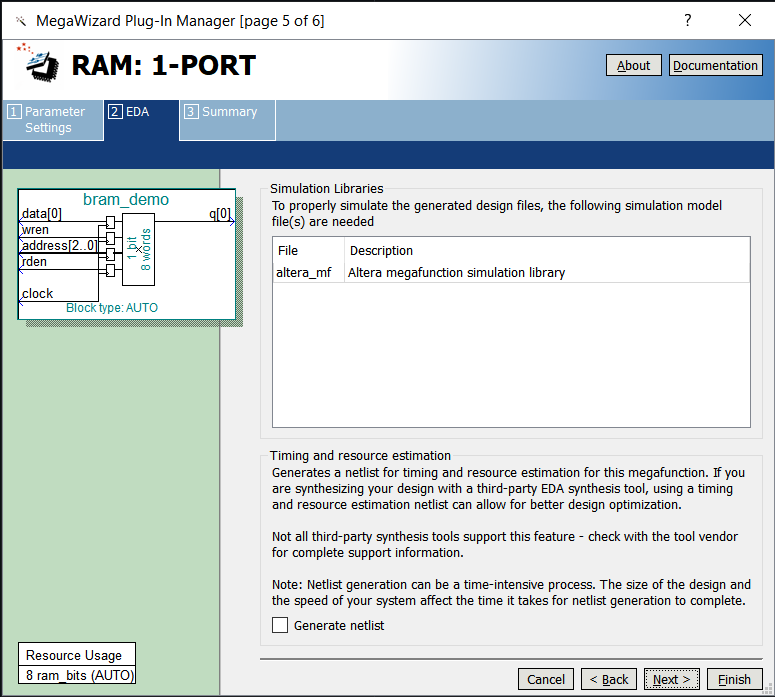 MegaWizard Plug-In Manager [page 5 of 6]
?
RAM: 1-PORT
About
Documentation
1 Parameter
Settings
2 EDA
3 Summary
bram_demo
data[0]
q[0]
wren
address[2..0]
rden
clock
1 bit
8 words
Block type: AUTO
Simulation Libraries
To properly simulate the generated design files, the following simulation model
file(s) are needed
File Description
altera_mf Altera megafunction simulation library
Timing and resource estimation
Generates a netlist for timing and resource estimation for this megafunction. If you
are synthesizing your design with a third-party EDA synthesis tool, using a timing
and resource estimation netlist can allow for better design optimization.
Not all third-party synthesis tools support this feature - check with the tool vendor
for complete support information.
Note: Netlist generation can be a time-intensive process. The size of the design and
the speed of your system affect the time it takes for netlist generation to complete.
Generate netlist
Resource Usage
8 ram_bits (AUTO)
Cancel
< Back
Next >
Finish